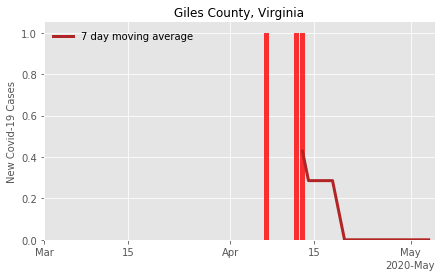 Giles County, Virginia
7 day moving average
New Covid-19 Cases
1.0
0.8
0.6
0.4
0.2
0.0
Mar 15 Apr 15 May
2020-May